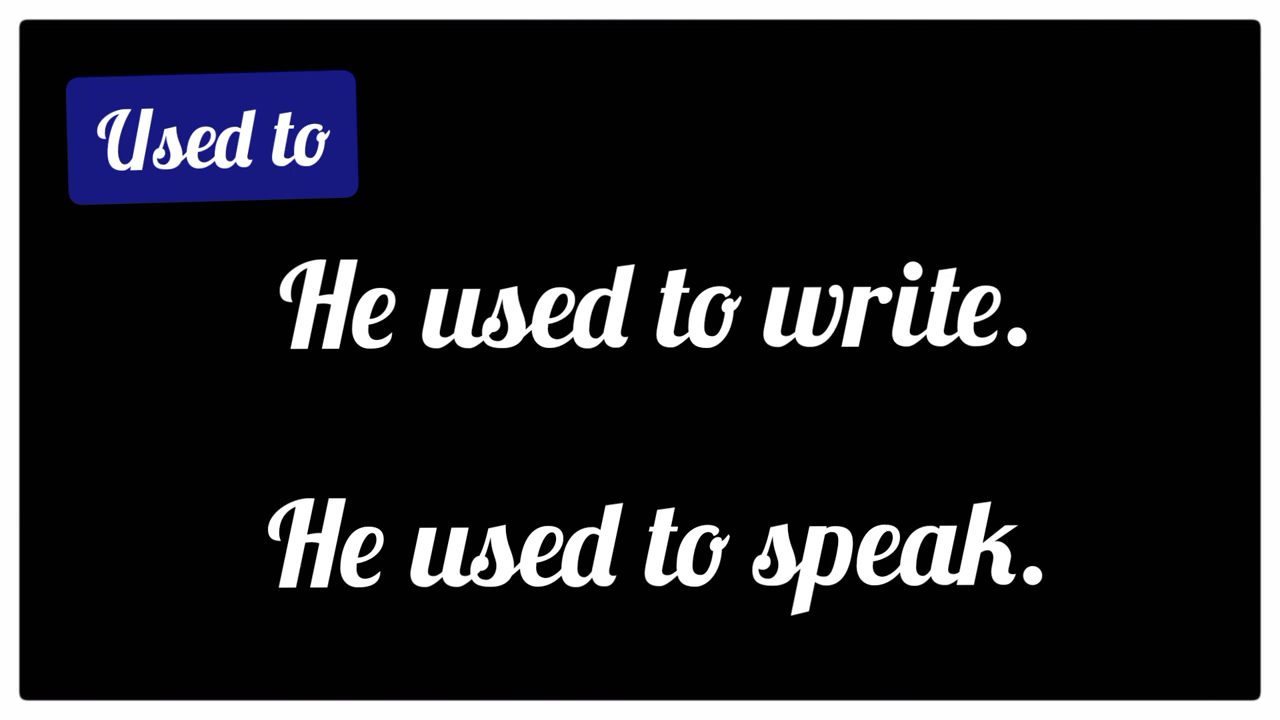 Used to
He used to write.
He used to speak.